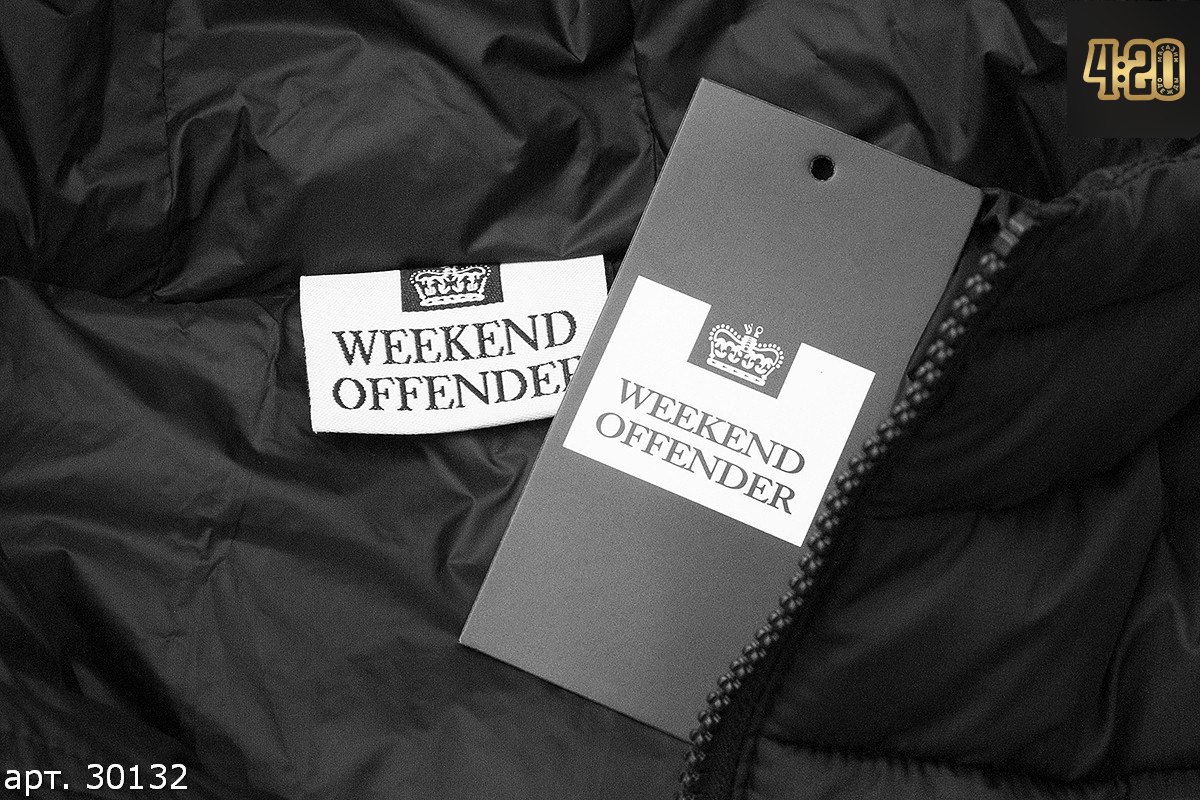 4:20
WEEKEND
OFFENDER
WEEKEND
OFFENDER
арт. 30132